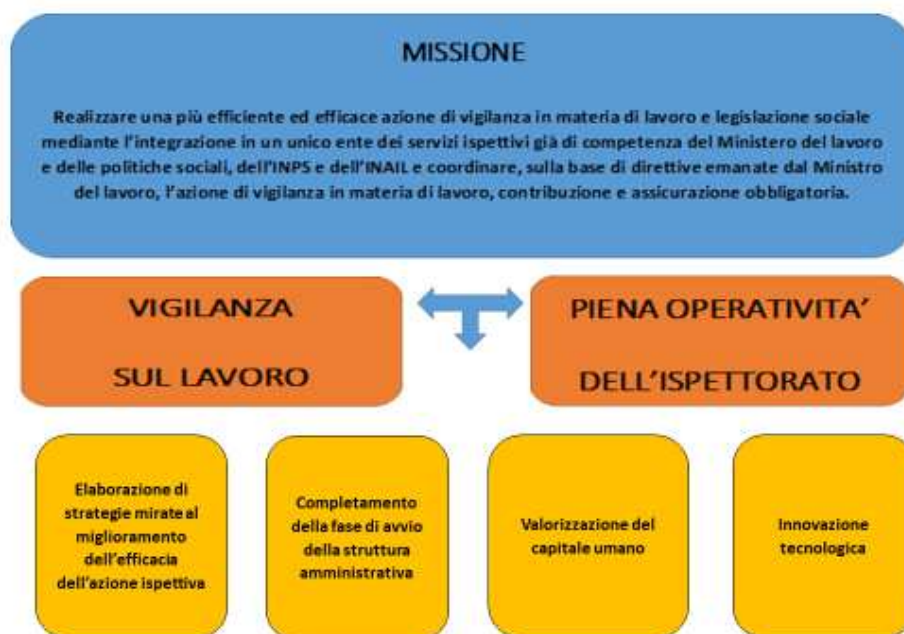 MISSIONE
Realizzare una più efficiente ed efficace azione di vigilanza in materia di lavoro e legislazione sociale
mediante l'integrazione in un unico ente dei servizi ispettivi già di competenza del Ministero del lavoro
e delle politiche sociali, dell'INPS e dell'INAIL e coordinare, sulla base di direttive emanate dal Ministro
del lavoro, l'azione di vigilanza in materia di lavoro, contribuzione e assicurazione obbligatoria.
VIGILANZA
SUL LAVORO
PIENA OPERATIVITA'
DELL'ISPETTORATO
Elaborazione di
strategie mirate al
miglioramento
dell'efficacia
dell'azione ispettiva
Completamento
della fase di avvio
della struttura
amministrativa
Valorizzazione del
capitale umano
Innovazione
tecnologica